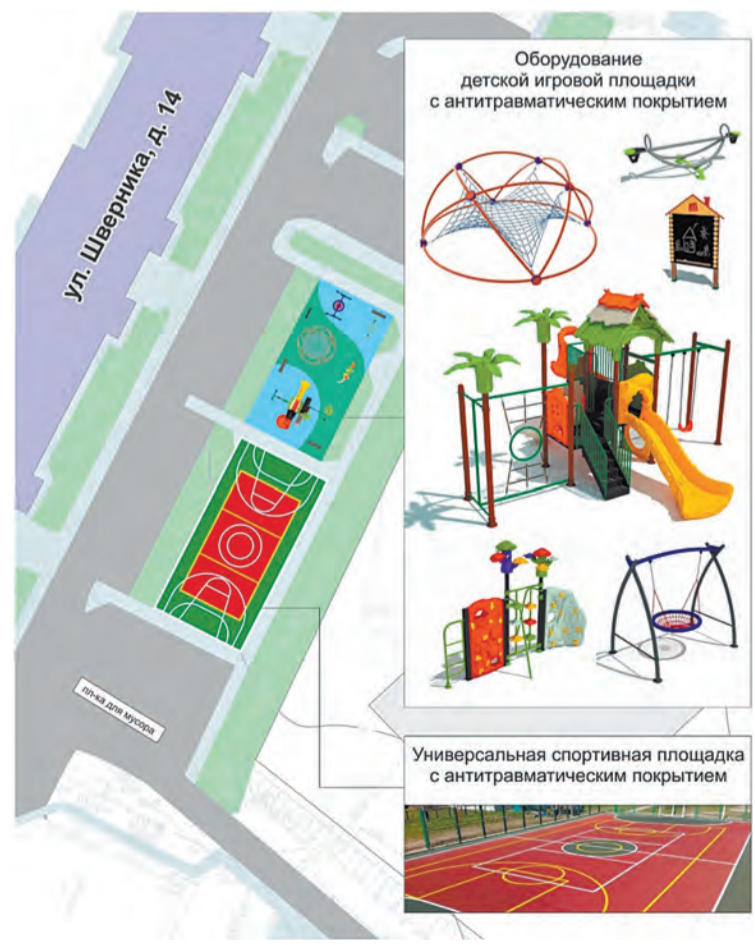 Оборудование
детской игровой площадки
с антитравматическим покрытием
ул. Шверника, д. 14
пл-ка для мусора
Универсальная спортивная площадка
с антитравматическим покрытием